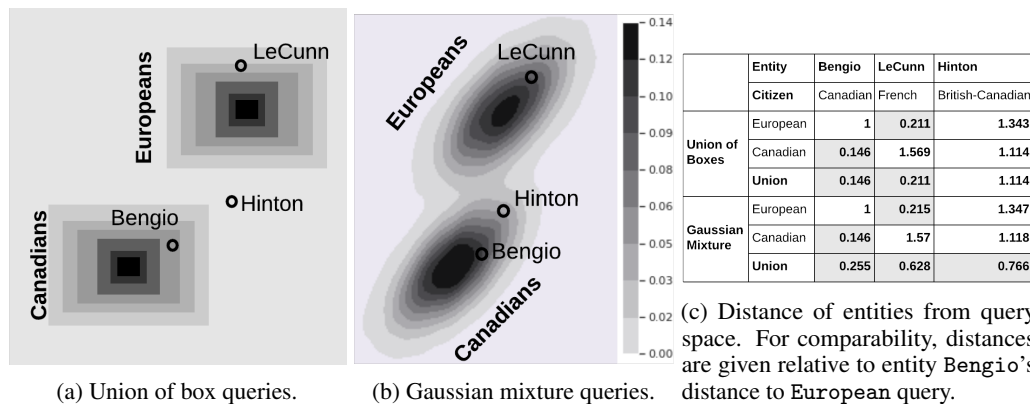 Europeans
LeCunn
Hinton
Bengio
Canadians
(a) Union of box queries.
Europeans
LeCunn
Hinton
Bengio
Canadians
0.14
0.12
0.10
0.09
0.08
0.06
0.05
0.03
0.02
0.00
(b) Gaussian mixture queries.
Entity Bengio LeCunn Hinton
Citizen Canadian French British-Canadian
Union of Boxes
European 1 0.211 1.343
Canadian 0.146 1.569 1.114
Union 0.146 0.211 1.114
Gaussian Mixture
European 1 0.215 1.347
Canadian 0.146 1.57 1.118
Union 0.255 0.628 0.766
(c) Distance of entities from query
space. For comparability, distances
are given relative to entity Bengio's
distance to European query.